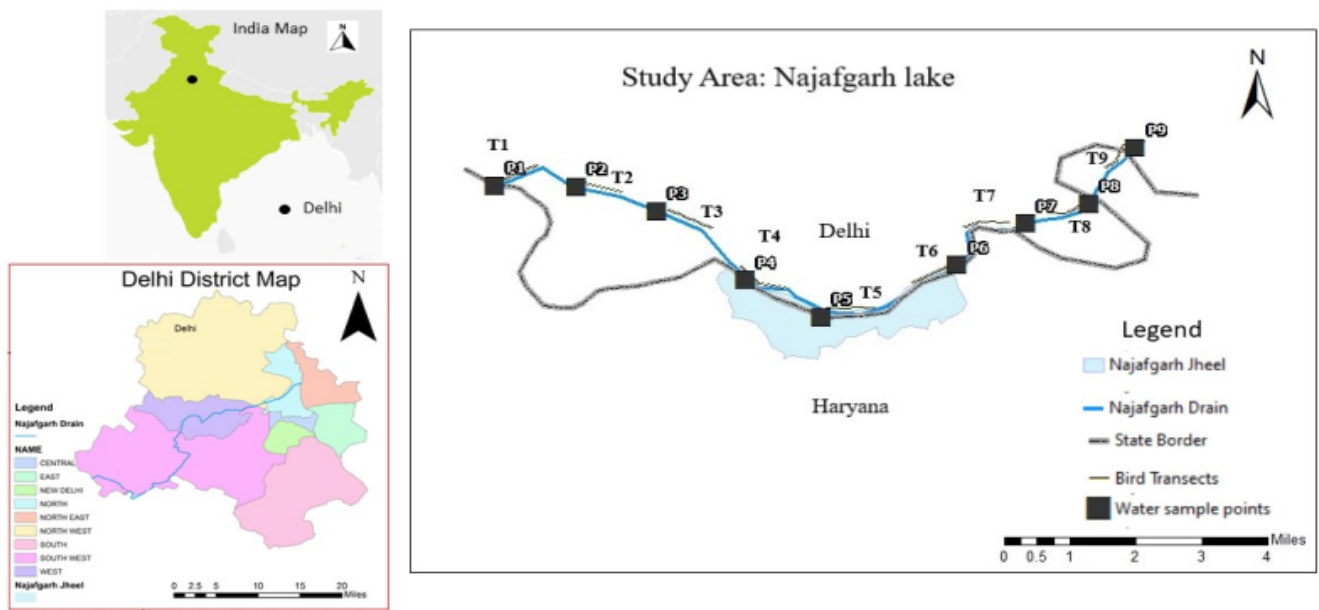 India Map
N
Delhi
Delhi District Map
N
Delhi
Legend
Najafgarh Drain
NAME
CENTRAL
EAST
NEW DELHI
NORTH
NORTH EAST
NORTH WEST
SOUTH
SOUTH WEST
WEST
Najafgarh Jheel
0 2.5 5 10 15 20
Miles
Study Area: Najafgarh lake
N
T1
P1
P2
T2
P3
T3
T4
P4
Delhi
P5
T5
T6
P6
T7
P7
T8
P8
T9
P9
Haryana
Legend
Najafgarh Jheel
Najafgarh Drain
State Border
Bird Transects
Water sample points
Miles
0 0.5 1 2 3 4